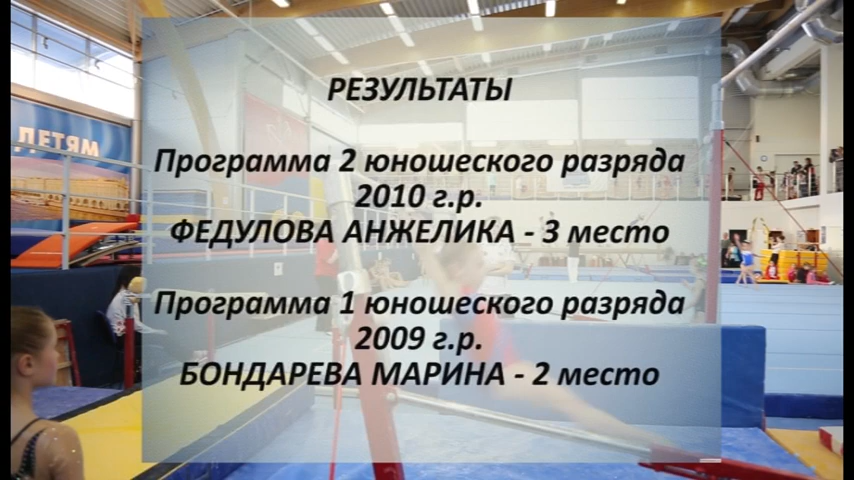 РЕЗУЛЬТАТЫ
Программа 2 юношеского разряда
2010 г.р.
ФЕДУЛОВА АНЖЕЛИКА - 3 место
Программа 1 юношеского разряда
2009 г.р.
БОНДАРЕВА МАРИНА - 2 место
ДЕТЯМ